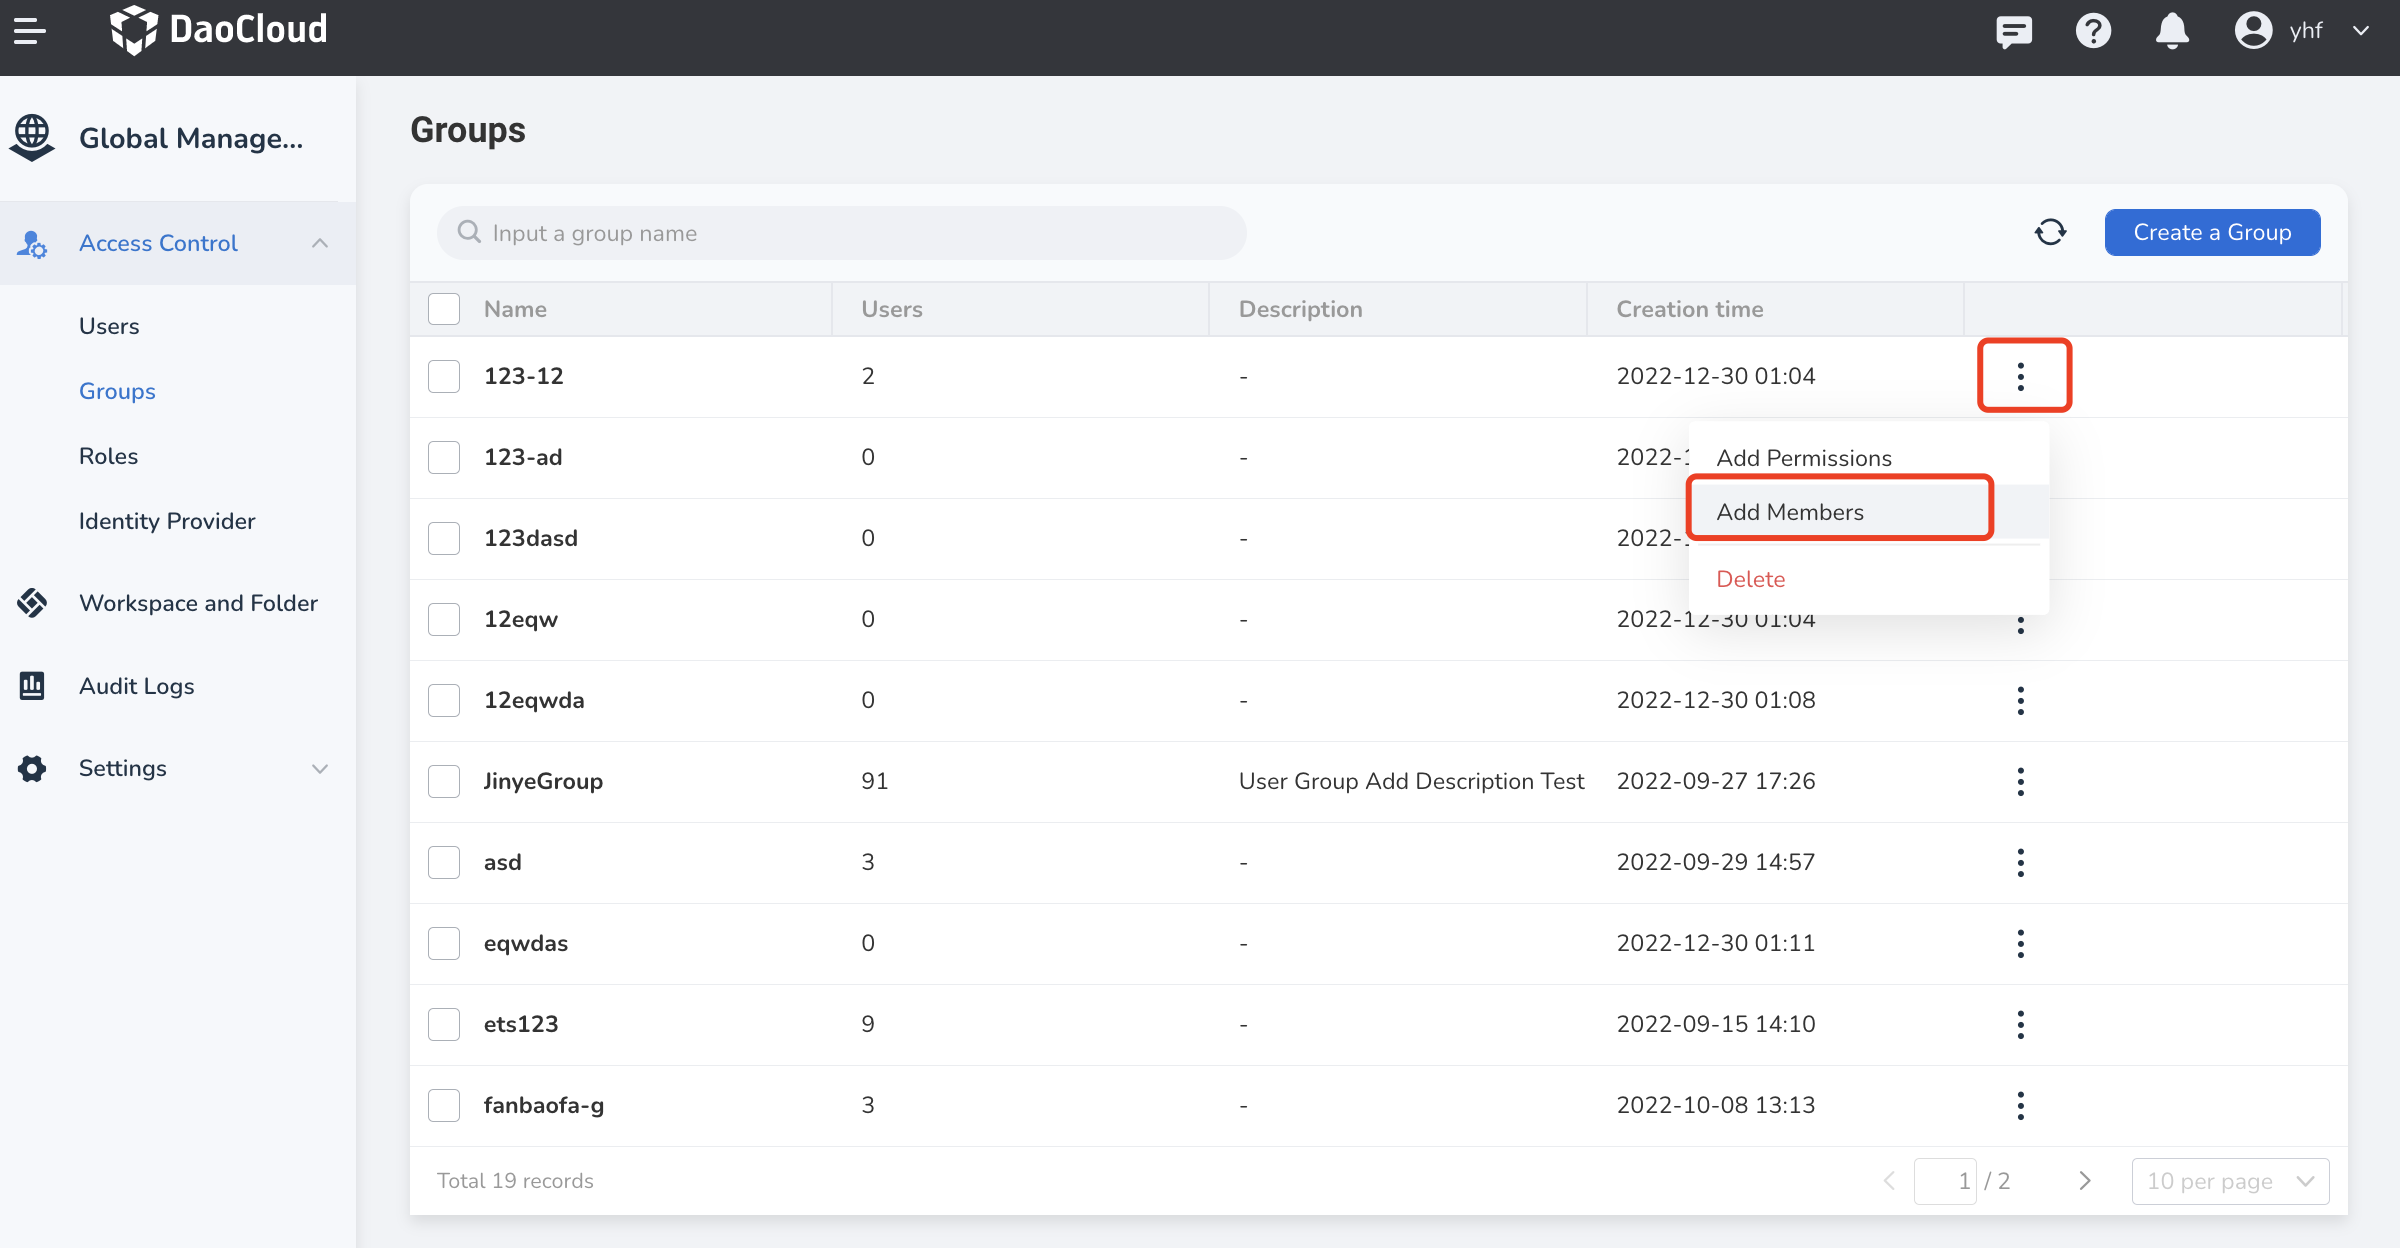 DaoCloud
yhf
Global Manage...
Access Control
Users
Groups
Roles
Identity Provider
Workspace and Folder
Audit Logs
Settings
Groups
Input a group name
Create a Group
Name Users Description Creation time
123-12 2 - 2022-12-30 01:04
123-ad 0 - 2022-1
123dasd 0 - 2022-1
12eqw 0 - 2022-12-30 01:04
12eqwda 0 - 2022-12-30 01:08
JinyeGroup 91 User Group Add Description Test 2022-09-27 17:26
asd 3 - 2022-09-29 14:57
eqwdas 0 - 2022-12-30 01:11
ets123 9 - 2022-09-15 14:10
fanbaofa-g 3 - 2022-10-08 13:13
Add Permissions
Add Members
Delete
Total 19 records
1 / 2
10 per page